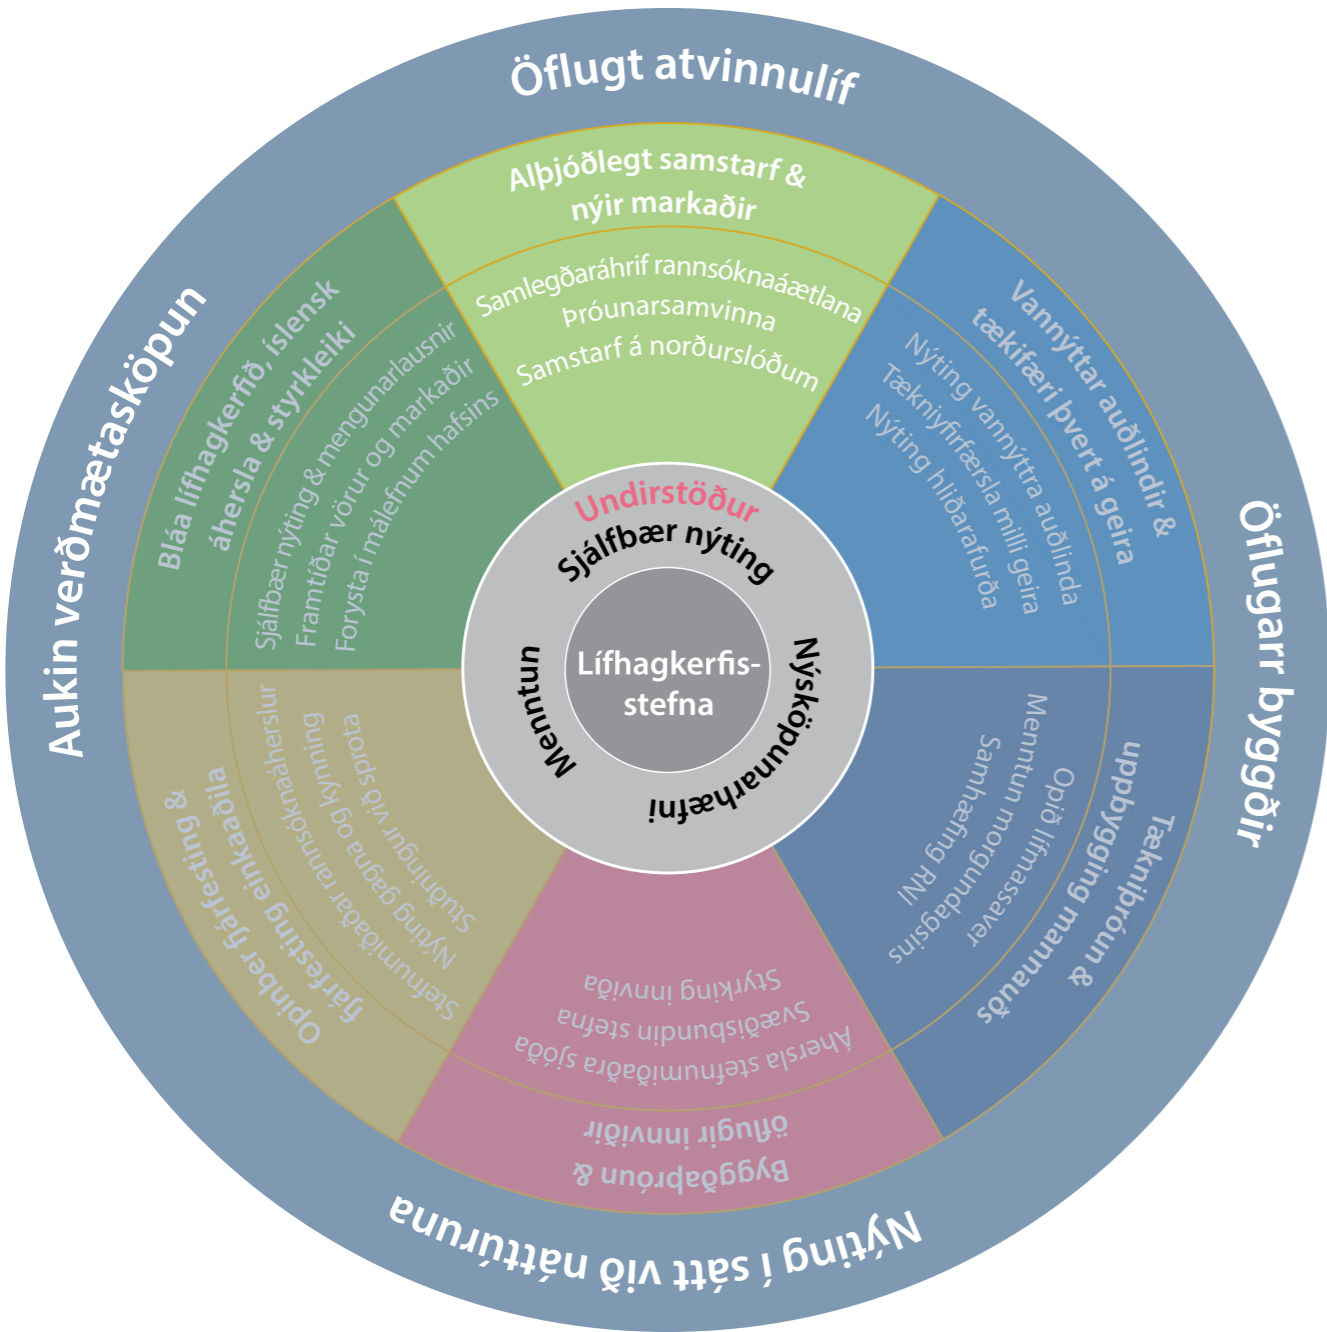 Öflugt atvinnulíf
Öflugarr byggðir
Nýting í sátt við náttúruna
Aukin verðmætasköpun
Alþjóðlegt samstarf &
nýir markaðir
Samlegðaráhrif rannsóknaáætlana
Þróunarsamvinna
Samstarf á norðurslóðum
Vannýttar auðlindir &
tækifæri þvert á geira
Nýting vannýttra auðlinda
Tækniyfirfærsla milli geira
Nýting hliðarafurða
Tækniþróun &
uppbygging mannauðs
Opið lífmassaver
Menntun morgundagsins
Samhæfing RNI
Byggðaþróun &
öflugir innviðir
Áhersla stefnumiðaðra sjóða
Svæðisbundin stefna
Styrking innviða
Opinber fjárfesting &
fjárfesting einkaaðila
Stefnumiðaðar rannsóknaáherslur
Nýting gagna og kynning
Stuðningur við sprota
Bláa lífhagkerfið, íslensk
áhersla & styrkleiki
Sjálfbær nýting & mengunarlausnir
Framtíðar vörur og markaðir
Forysta í málefnum hafsins
Undirstöður
Sjálfbær nýting
Nýsköpunarhæfni
Menntun
Lífhagkerfis-
stefna